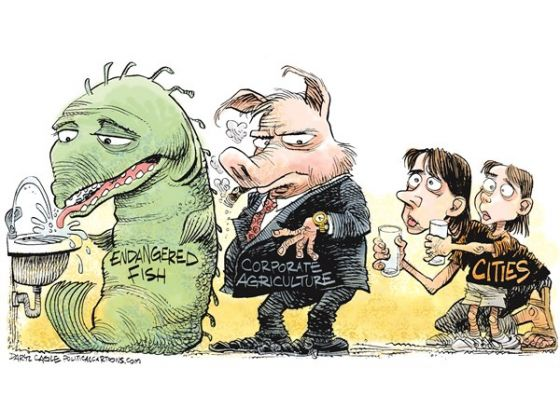 ENDANGERED
FISH
CORPORATE
AGRICULTURE
CITIES
DARYL CAGLE POLITICALCARTOONS.COM